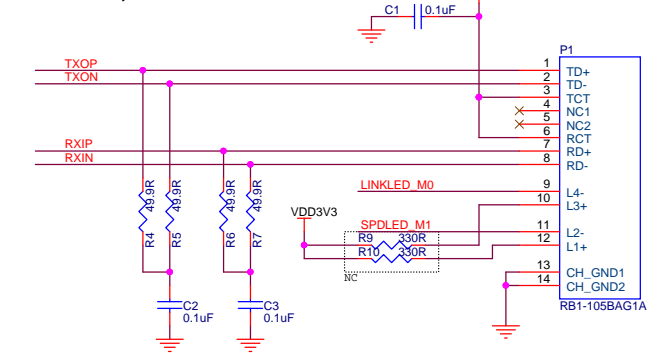 C1 0.1uF
P1
TXOP 1 TD+
TXON 2 TD-
3 TCT
4 NC1
5 NC2
6 RCT
RXIP 7 RD+
RXIN 8 RD-
49.9R 49.9R 49.9R 49.9R
R4 R5 R6 R7
LINKLED_M0 9 L4-
10 L3+
VDD3V3
SPDLED_M1 11 L2-
R9 330R 12 L1+
R10 330R
NC
13 CH_GND1
14 CH_GND2
C2 C3 RB1-105BAG1A
0.1uF 0.1uF